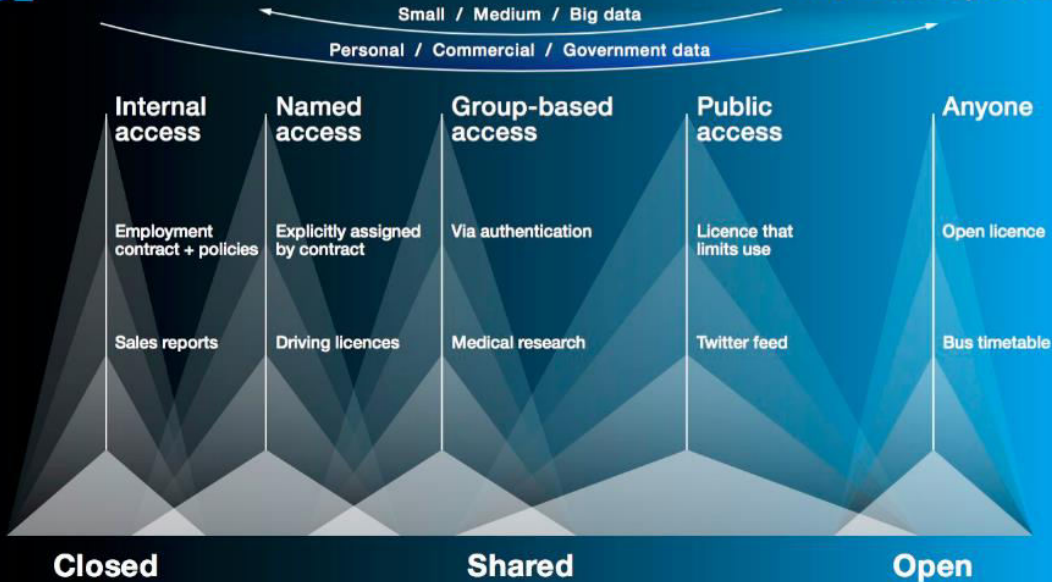 Small / Medium / Big data
Personal / Commercial / Government data
Internal
access
Named
access
Group-based
access
Public
access
Anyone
Employment
contract + policies
Explicitly assigned
by contract
Via authentication
Licence that
limits use
Open licence
Sales reports
Driving licences
Medical research
Twitter feed
Bus timetable
Closed
Shared
Open